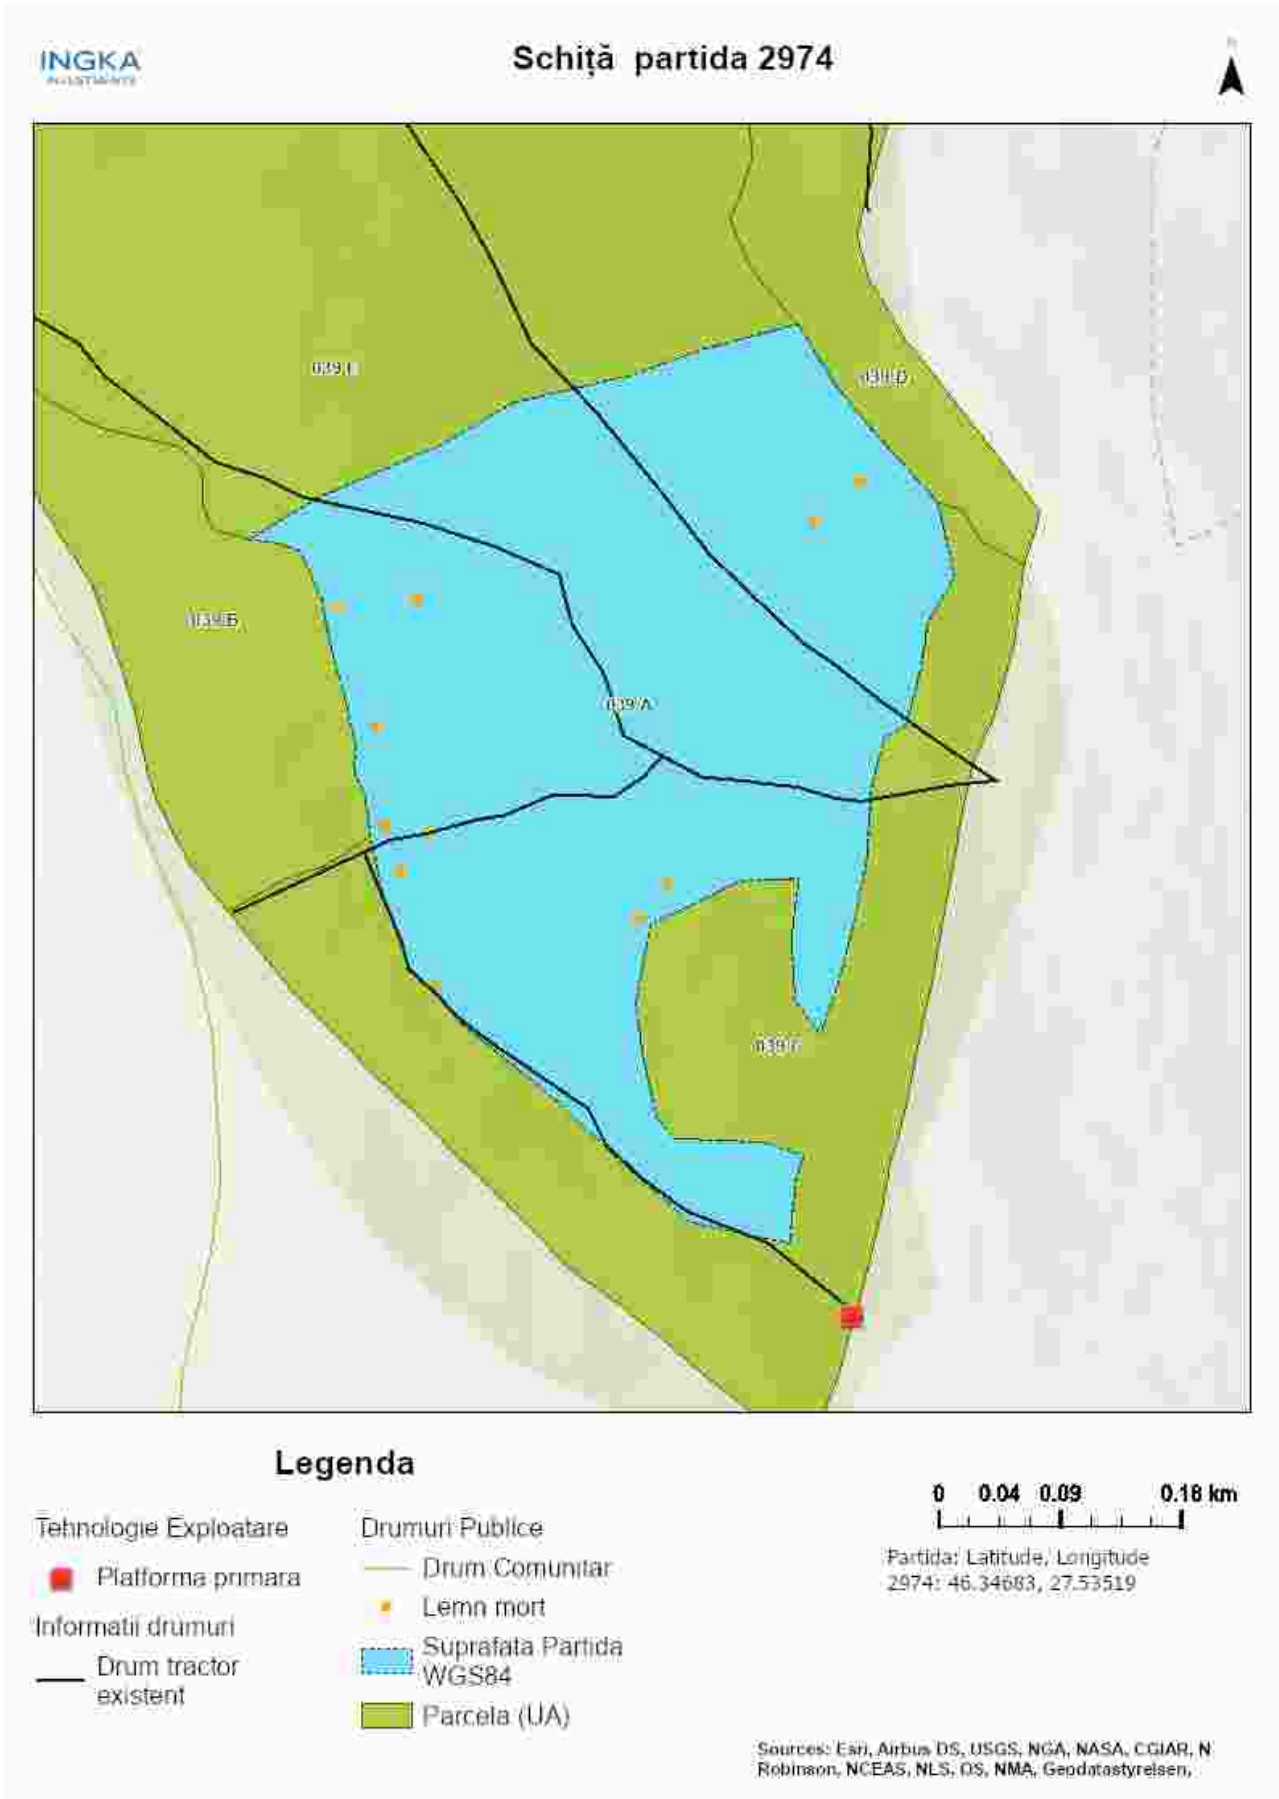 INGKA
Schiță partida 2974
039 D
039 B
039 A
Legenda
Tehnologie Exploatare
Platforma primara
Informatii drumuri
Drum tractor
existent
Drumuri Publice
Drum Comunitar
Lemn mort
Suprafata Partida
WGS84
Parcela (UA)
0 0.04 0.09 0.18 km
Partida: Latitude, Longitude
2974: 46.34683, 27.53519
Sources: Esri, Airbus DS, USGS, NGA, NASA, CGIAR, N
Robinson, NCEAS, NLS, OS, NMA, Geodatastyrelsen,